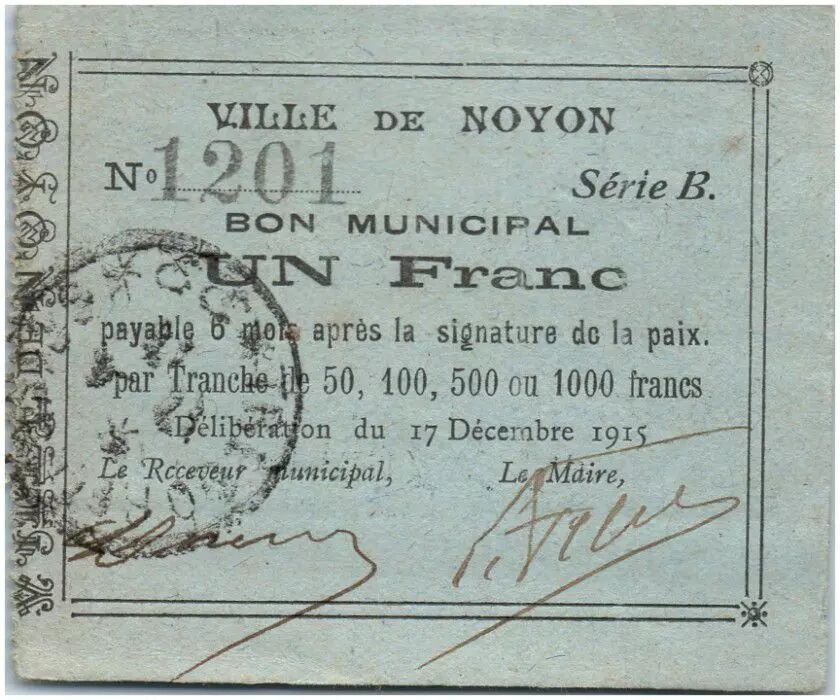 VILLE DE NOYON
No 1201 Série B.
BON MUNICIPAL
UN Franc
payable 6 mois après la signature de la paix.
par Tranche de 50, 100, 500 ou 1000 francs
Délibération du 17 Décembre 1915
Le Receveur Municipal, Le Maire,